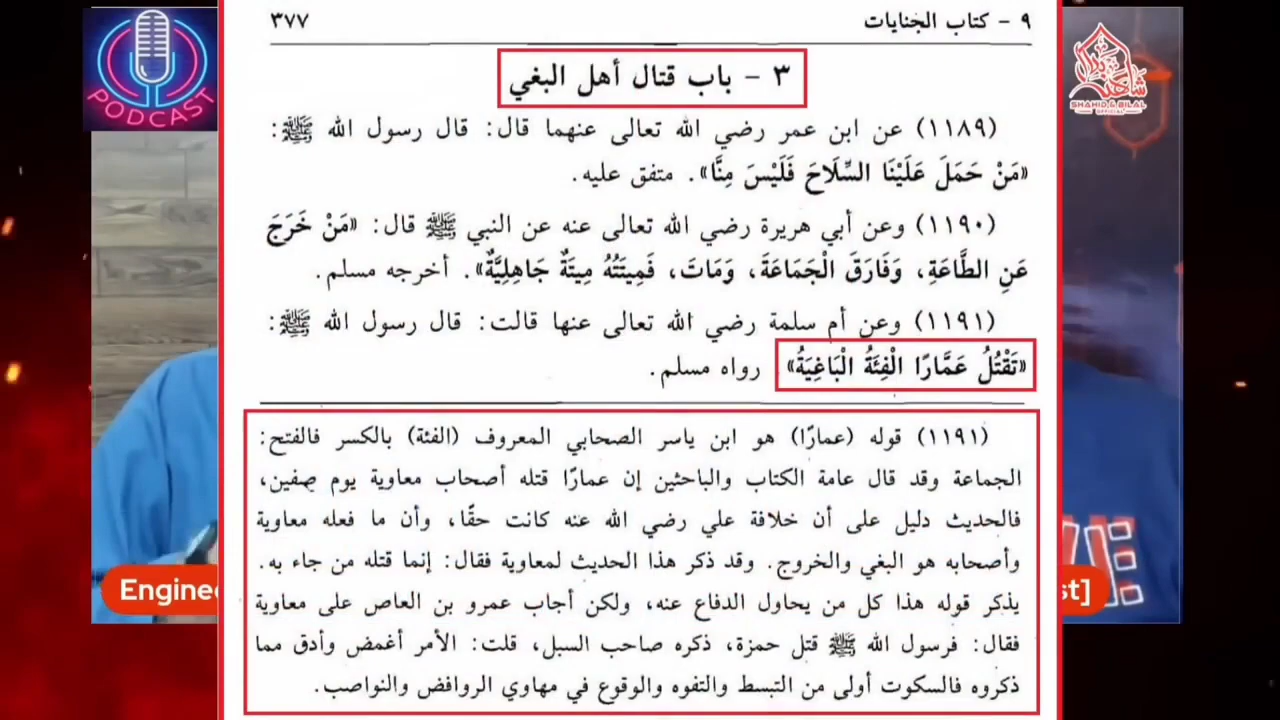 ٩ - كتاب الجنايات ٣٧٧
٣ - باب قتال أهل البغي
(١١٨٩) عن ابن عمر رضي الله تعالى عنهما قال: قال رسول الله ﷺ:
«مَنْ حَمَلَ عَلَيْنَا السِّلَاحَ فَلَيْسَ مِنَّا». متفق عليه.
(١١٩٠) وعن أبي هريرة رضي الله تعالى عنه عن النبي ﷺ قال: «مَنْ خَرَجَ
عَنِ الطَّاعَةِ، وَفَارَقَ الْجَمَاعَةَ، وَمَاتَ، فَمِيتَتُهُ مِيتَةٌ جَاهِلِيَّةٌ». أخرجه مسلم.
(١١٩١) وعن أم سلمة رضي الله تعالى عنها قالت: قال رسول الله ﷺ:
«تَقْتُلُ عَمَّارًا الْفِئَةُ الْبَاغِيَةُ» رواه مسلم.
(١١٩١) قوله (عمارًا) هو ابن ياسر الصحابي المعروف (الفئة) بالكسر فالفتح:
الجماعة وقد قال عامة الكتاب والباحثين إن عمارًا قتله أصحاب معاوية يوم صفين،
فالحديث دليل على أن خلافة علي رضي الله عنه كانت حقًا، وأن ما فعله معاوية
وأصحابه هو البغي والخروج. وقد ذكر هذا الحديث لمعاوية فقال: إنما قتله من جاء به.
يذكر قوله هذا كل من يحاول الدفاع عنه، ولكن أجاب عمرو بن العاص على معاوية
فقال: فرسول الله ﷺ قتل حمزة، ذكره صاحب السبل، قلت: الأمر أغمض وأدق مما
ذكروه فالسكوت أولى من التبسط والتفوه والوقوع في مهاوي الروافض والنواصب.
PODCAST
SHAHID & BILAL
OFFICIAL
Enginee
st]